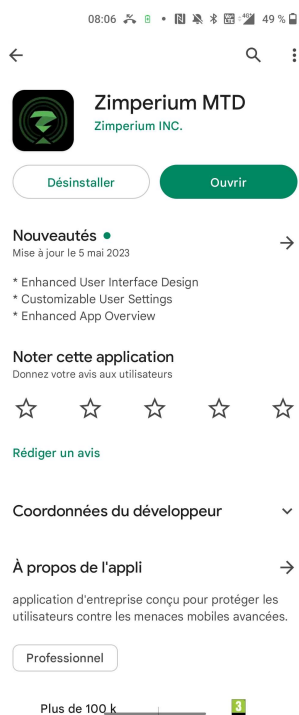 08:06 49 %
Zimperium MTD
Zimperium INC.
Désinstaller
Ouvrir
Nouveautés
Mise à jour le 5 mai 2023
* Enhanced User Interface Design
* Customizable User Settings
* Enhanced App Overview
Noter cette application
Donnez votre avis aux utilisateurs
Rédiger un avis
Coordonnées du développeur
À propos de l'appli
application d'entreprise conçu pour protéger les
utilisateurs contre les menaces mobiles avancées.
Professionnel
Plus de 100 k
3